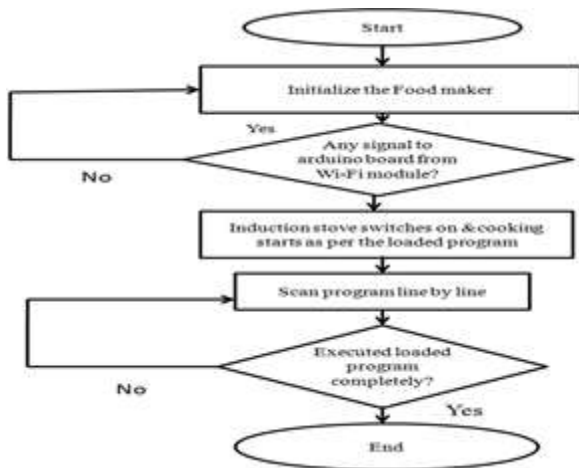 Start
Initialize the Food maker
Yes
Any signal to
arduino board from
Wi-Fi module?
No
Induction stove switches on & cooking
starts as per the loaded program
Scan program line by line
Executed loaded
program
completely?
No
Yes
End